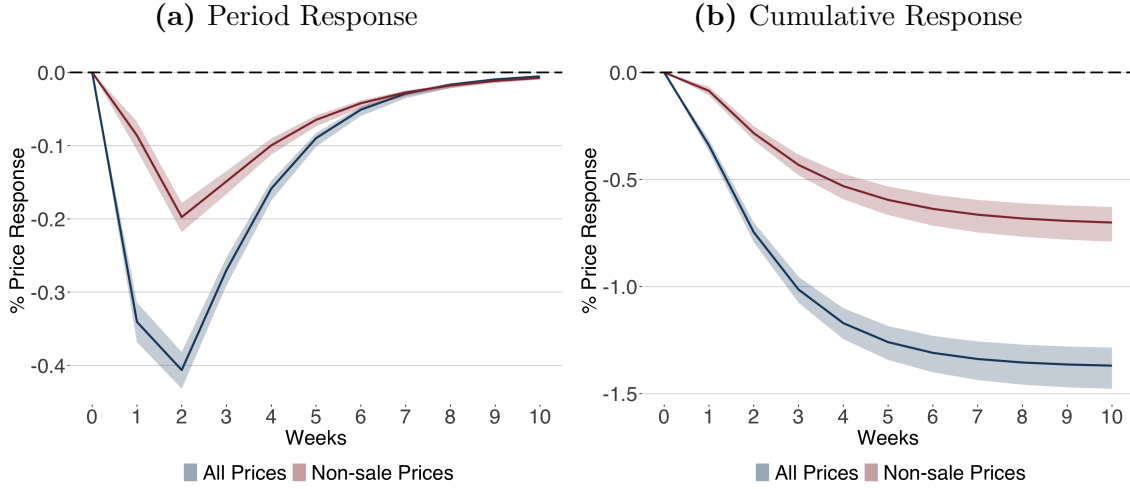 (a) Period Response
% Price Response
0.0
-0.1
-0.2
-0.3
-0.4
0 1 2 3 4 5 6 7 8 9 10
Weeks
All Prices Non-sale Prices
(b) Cumulative Response
% Price Response
0.0
-0.5
-1.0
-1.5
0 1 2 3 4 5 6 7 8 9 10
Weeks
All Prices Non-sale Prices